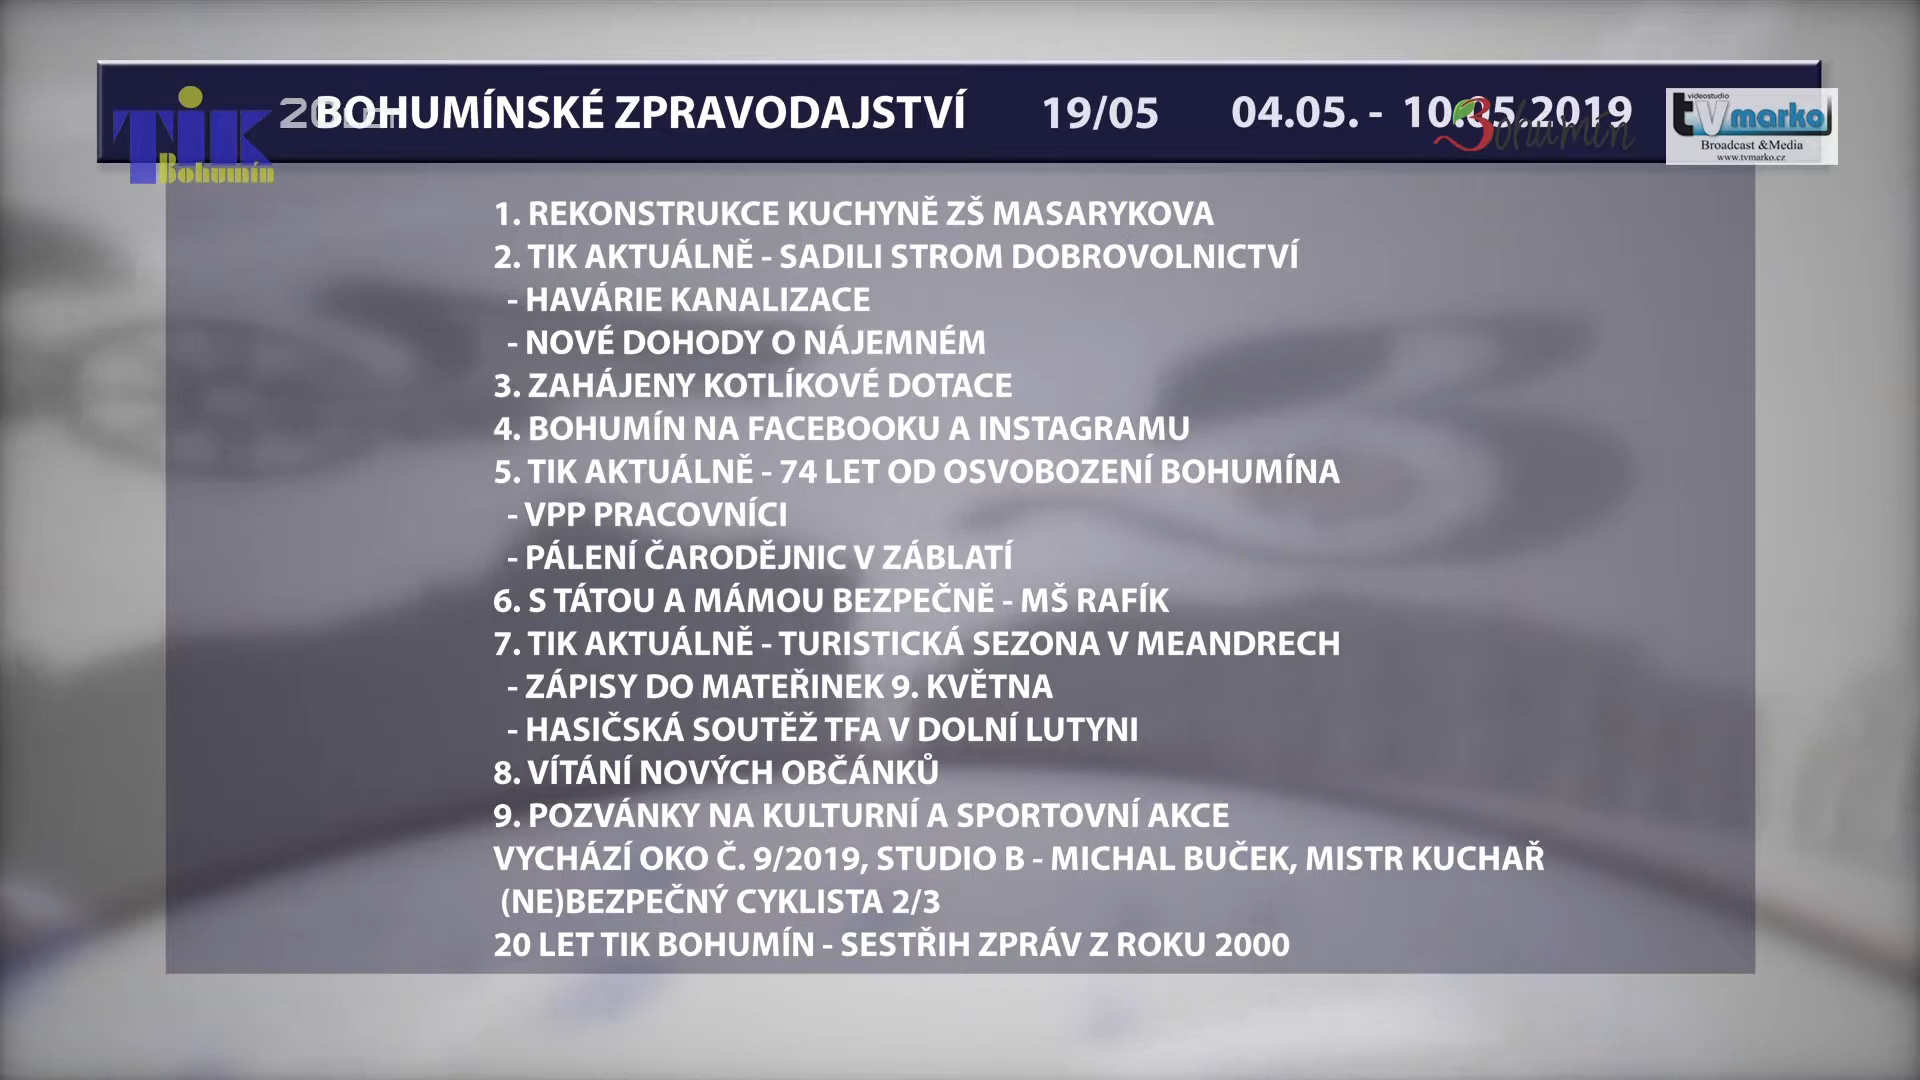 BOHUMÍNSKÉ ZPRAVODAJSTVÍ 19/05 04.05. - 10.05.2019
TiK
Bohumín
Bohumín
videostudio
tvmarko
Broadcast &Media
www.tvmarko.cz
1. REKONSTRUKCE KUCHYNĚ ZŠ MASARYKOVA
2. TIK AKTUÁLNĚ - SADILI STROM DOBROVOLNICTVÍ
- HAVÁRIE KANALIZACE
- NOVÉ DOHODY O NÁJEMNÉM
3. ZAHÁJENY KOTLÍKOVÉ DOTACE
4. BOHUMÍN NA FACEBOOKU A INSTAGRAMU
5. TIK AKTUÁLNĚ - 74 LET OD OSVOBOZENÍ BOHUMÍNA
- VPP PRACOVNÍCI
- PÁLENÍ ČARODĚJNIC V ZÁBLATÍ
6. S TÁTOU A MÁMOU BEZPEČNĚ - MŠ RAFÍK
7. TIK AKTUÁLNĚ - TURISTICKÁ SEZONA V MEANDRECH
- ZÁPISY DO MATEŘINEK 9. KVĚTNA
- HASIČSKÁ SOUTĚŽ TFA V DOLNÍ LUTYNI
8. VÍTÁNÍ NOVÝCH OBČÁNKŮ
9. POZVÁNKY NA KULTURNÍ A SPORTOVNÍ AKCE
VYCHÁZÍ OKO Č. 9/2019, STUDIO B - MICHAL BUČEK, MISTR KUCHAŘ
(NE)BEZPEČNÝ CYKLISTA 2/3
20 LET TIK BOHUMÍN - SESTŘIH ZPRÁV Z ROKU 2000